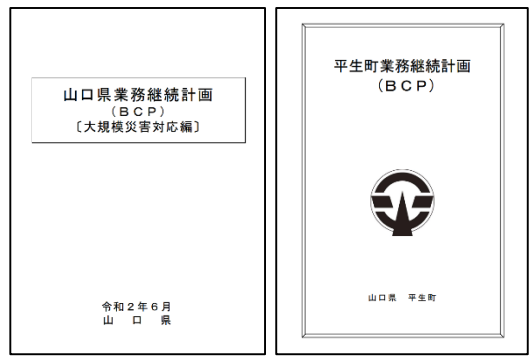 山口県業務継続計画
（ＢＣＰ）
〔大規模災害対応編〕
令和２年６月
山　口　県
平生町業務継続計画
（ＢＣＰ）
山口県　平生町